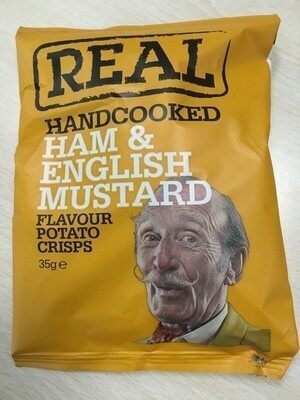 REAL
HANDCOOKED
HAM &
ENGLISH
MUSTARD
FLAVOUR
POTATO
CRISPS
35g e